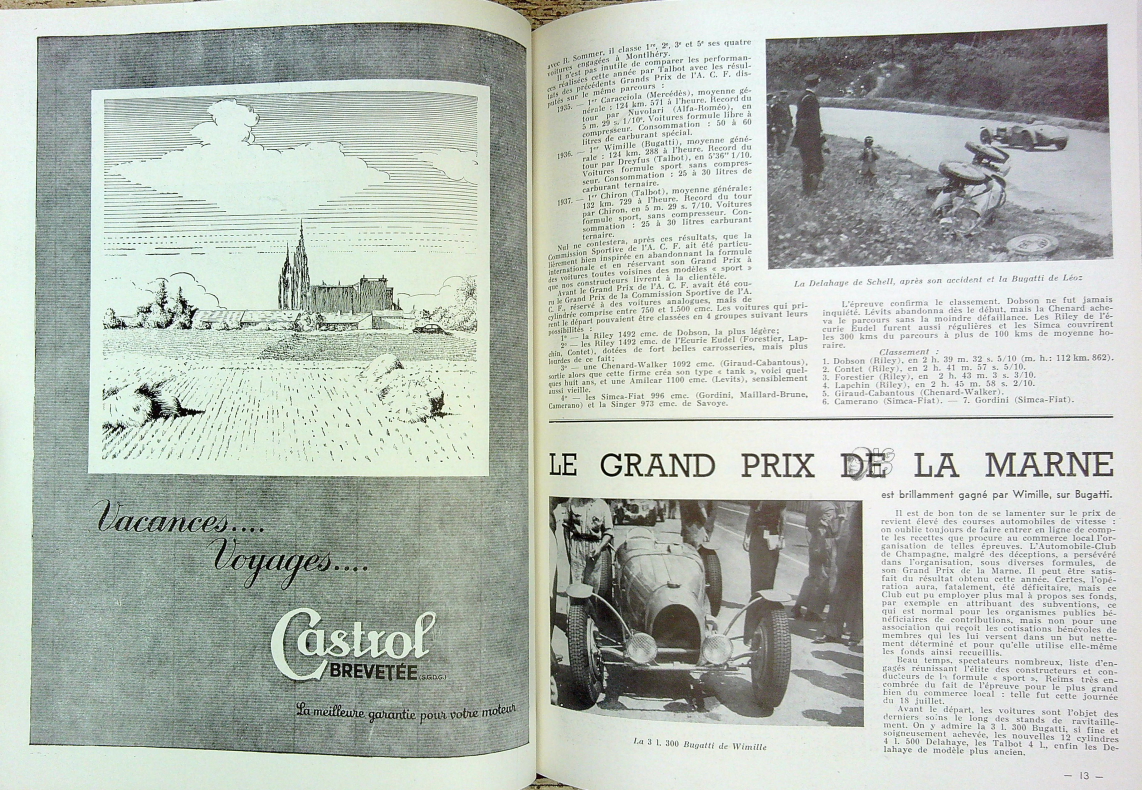 Vacances....
Voyages....
Castrol
BREVETÉE (S.G.D.G.)
La meilleure garantie pour votre moteur
avec R. Sommer, il classe 1re, 2e, 3e et 5e ses quatre
voitures engagées à Montlhéry.
Il n'est pas inutile de comparer les performan-
ces réalisées cette année par Talbot avec les résul-
tats des précédents Grands Prix de l'A. C. F. dis-
putés sur le même parcours :
1935. — 1er Caracciola (Mercédès), moyenne gé-
nérale : 124 km. 571 à l'heure. Record du
tour par Nuvolari (Alfa-Roméo), en
5 m. 29 s. 1/10e. Voitures formule libre à
compresseur. Consommation : 50 à 60
litres de carburant spécial.
1936. — 1er Wimille (Bugatti), moyenne géné-
rale : 124 km. 288 à l'heure. Record du
tour par Dreyfus (Talbot), en 5'36" 1/10.
Voitures formule sport sans compres-
seur. Consommation : 25 à 30 litres de
carburant ternaire.
1937. — 1er Chiron (Talbot), moyenne générale:
132 km. 729 à l'heure. Record du tour
par Chiron, en 5 m. 29 s. 7/10. Voitures
formule sport, sans compresseur. Con-
sommation : 25 à 30 litres carburant
ternaire.
Nul ne contestera, après ces résultats, que la
Commission Sportive de l'A. C. F. ait été particu-
lièrement bien inspirée en abandonnant la formule
internationale et en réservant son Grand Prix à
des voitures toutes voisines des modèles « sport »
que nos constructeurs livrent à la clientèle.
Avant le Grand Prix de l'A. C. F. avait été cou-
ru le Grand Prix de la Commission Sportive de l'A.
C. F., réservé à des voitures analogues, mais de
cylindrée comprise entre 750 et 1.500 cmc. Les voitures qui pri-
rent le départ pouvaient être classées en 4 groupes suivant leurs
possibilités :
1° — la Riley 1492 cmc. de Dobson, la plus légère;
2° — les Riley 1492 cmc. de l'Ecurie Eudel (Forestier, Lap-
chin, Contet), dotées de fort belles carrosseries, mais plus
lourdes de ce fait;
3° — une Chenard-Walker 1092 cmc. (Giraud-Cabantous),
sortie alors que cette firme créa son type « tank », voici quel-
ques huit ans, et une Amilcar 1100 cmc. (Levits), sensiblement
aussi vieille.
4° — les Simca-Fiat 996 cmc. (Gordini, Maillard-Brune,
Camerano) et la Singer 973 cmc. de Savoye.
La Delahage de Schell, après son accident et la Bugatti de Léoz
L'épreuve confirma le classement. Dobson ne fut jamais
inquiété. Lévits abandonna dès le début, mais la Chenard ache-
va le parcours sans la moindre défaillance. Les Riley de l'é-
curie Eudel furent aussi régulières et les Simca couvrirent
les 300 kms du parcours à plus de 100 kms de moyenne ho-
raire.
Classement :
1. Dobson (Riley), en 2 h. 39 m. 32 s. 5/10 (m. h.: 112 km. 862).
2. Contet (Riley), en 2 h. 41 m. 57 s. 5/10.
3. Forestier (Riley), en 2 h. 43 m. 3 s. 3/10.
4. Lapchin (Riley), en 2 h. 45 m. 58 s. 2/10.
5. Giraud-Cabantous (Chenard-Walker).
6. Camerano (Simca-Fiat). — 7. Gordini (Simca-Fiat).
LE GRAND PRIX DE LA MARNE
est brillamment gagné par Wimille, sur Bugatti.
Il est de bon ton de se lamenter sur le prix de
revient élevé des courses automobiles de vitesse :
on oublie toujours de faire entrer en ligne de comp-
te les recettes que procure au commerce local l'or-
ganisation de telles épreuves. L'Automobile-Club
de Champagne, malgré des déceptions, a persévéré
dans l'organisation, sous diverses formules, de
son Grand Prix de la Marne. Il peut être satis-
fait du résultat obtenu cette année. Certes, l'opé-
ration aura, fatalement, été déficitaire, mais ce
Club eut pu employer plus mal à propos ses fonds,
par exemple en attribuant des subventions, ce
qui est normal pour les organismes publics bé-
néficiaires de contributions, mais non pour une
association qui reçoit les cotisations bénévoles de
membres qui les lui versent dans un but nette-
ment déterminé et pour qu'elle utilise elle-même
les fonds ainsi recueillis.
Beau temps, spectateurs nombreux, liste d'en-
gagés réunissant l'élite des constructeurs et con-
ducteurs de la formule « sport ». Reims très en-
combrée du fait de l'épreuve pour le plus grand
bien du commerce local : telle fut cette journée
du 18 juillet.
Avant le départ, les voitures sont l'objet des
derniers soins le long des stands de ravitaille-
ment. On y admire la 3 l. 300 Bugatti, si fine et
soigneusement achevée, les nouvelles 12 cylindres
4 l. 500 Delahaye, les Talbot 4 l., enfin les De-
lahaye de modèle plus ancien.
La 3 l. 300 Bugatti de Wimille
— 13 —